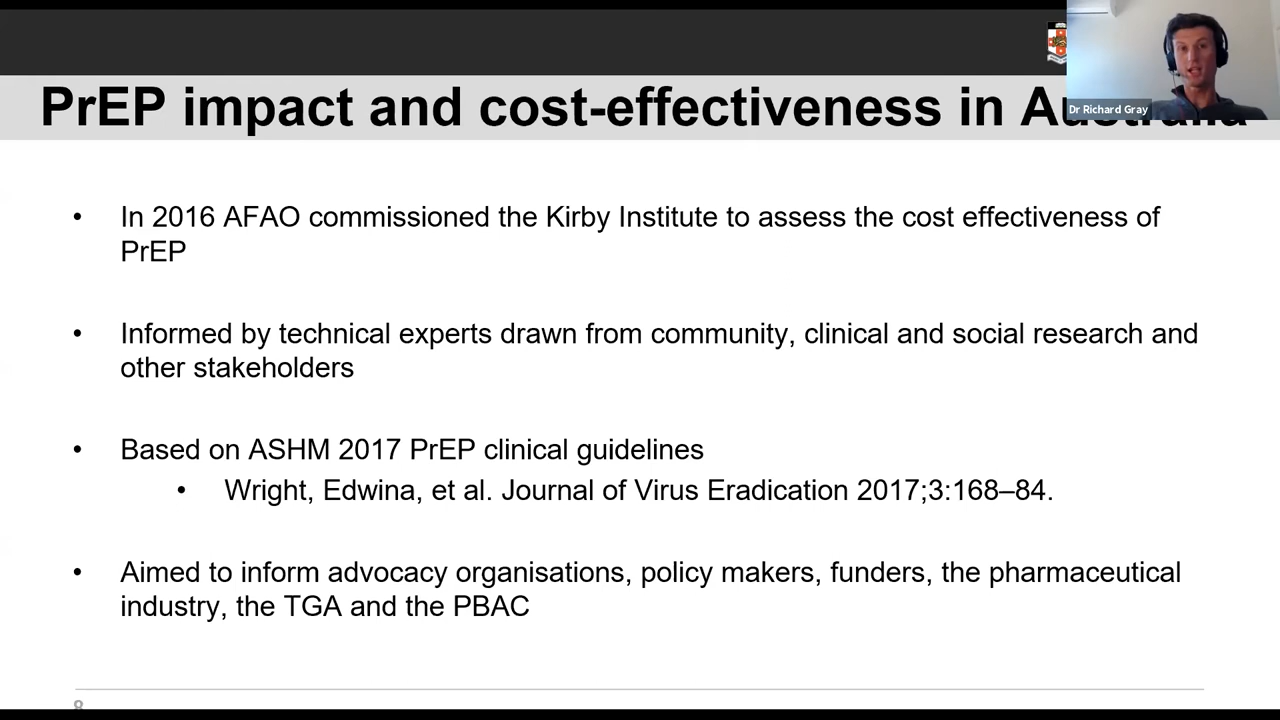 PrEP impact and cost-effectiveness in Australia
Dr Richard Gray
• In 2016 AFAO commissioned the Kirby Institute to assess the cost effectiveness of
PrEP
• Informed by technical experts drawn from community, clinical and social research and
other stakeholders
• Based on ASHM 2017 PrEP clinical guidelines
• Wright, Edwina, et al. Journal of Virus Eradication 2017;3:168–84.
• Aimed to inform advocacy organisations, policy makers, funders, the pharmaceutical
industry, the TGA and the PBAC
8